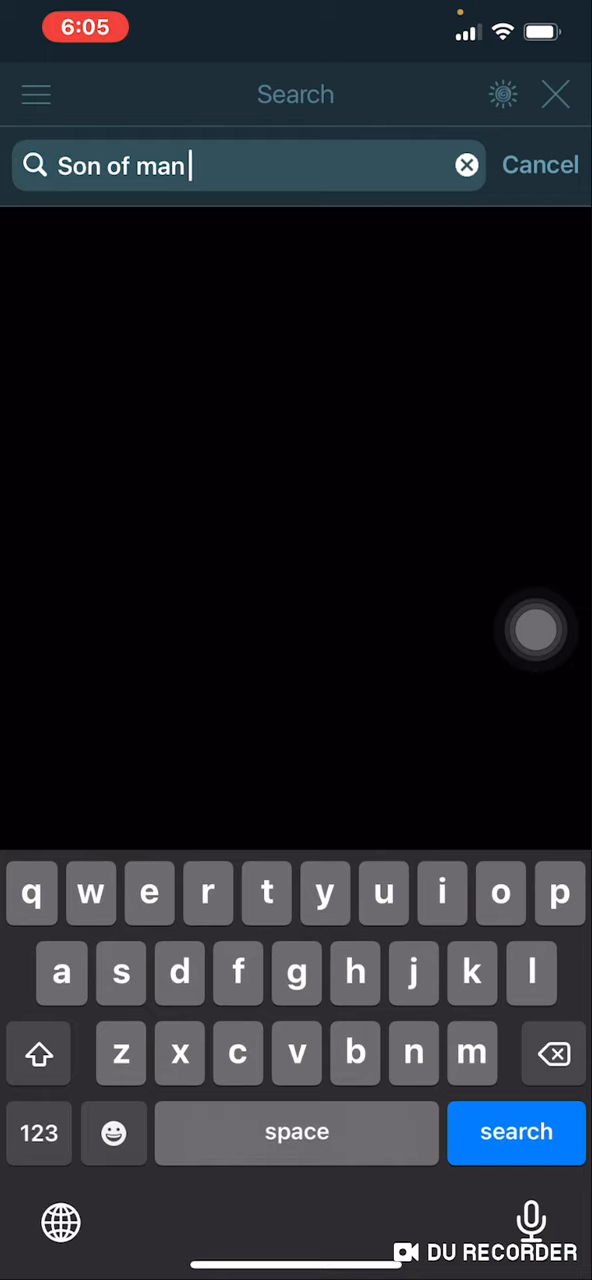 6:05
Search
Son of man
Cancel
q w e r t y u i o p
a s d f g h j k l
z x c v b n m
123 space search
DU RECORDER